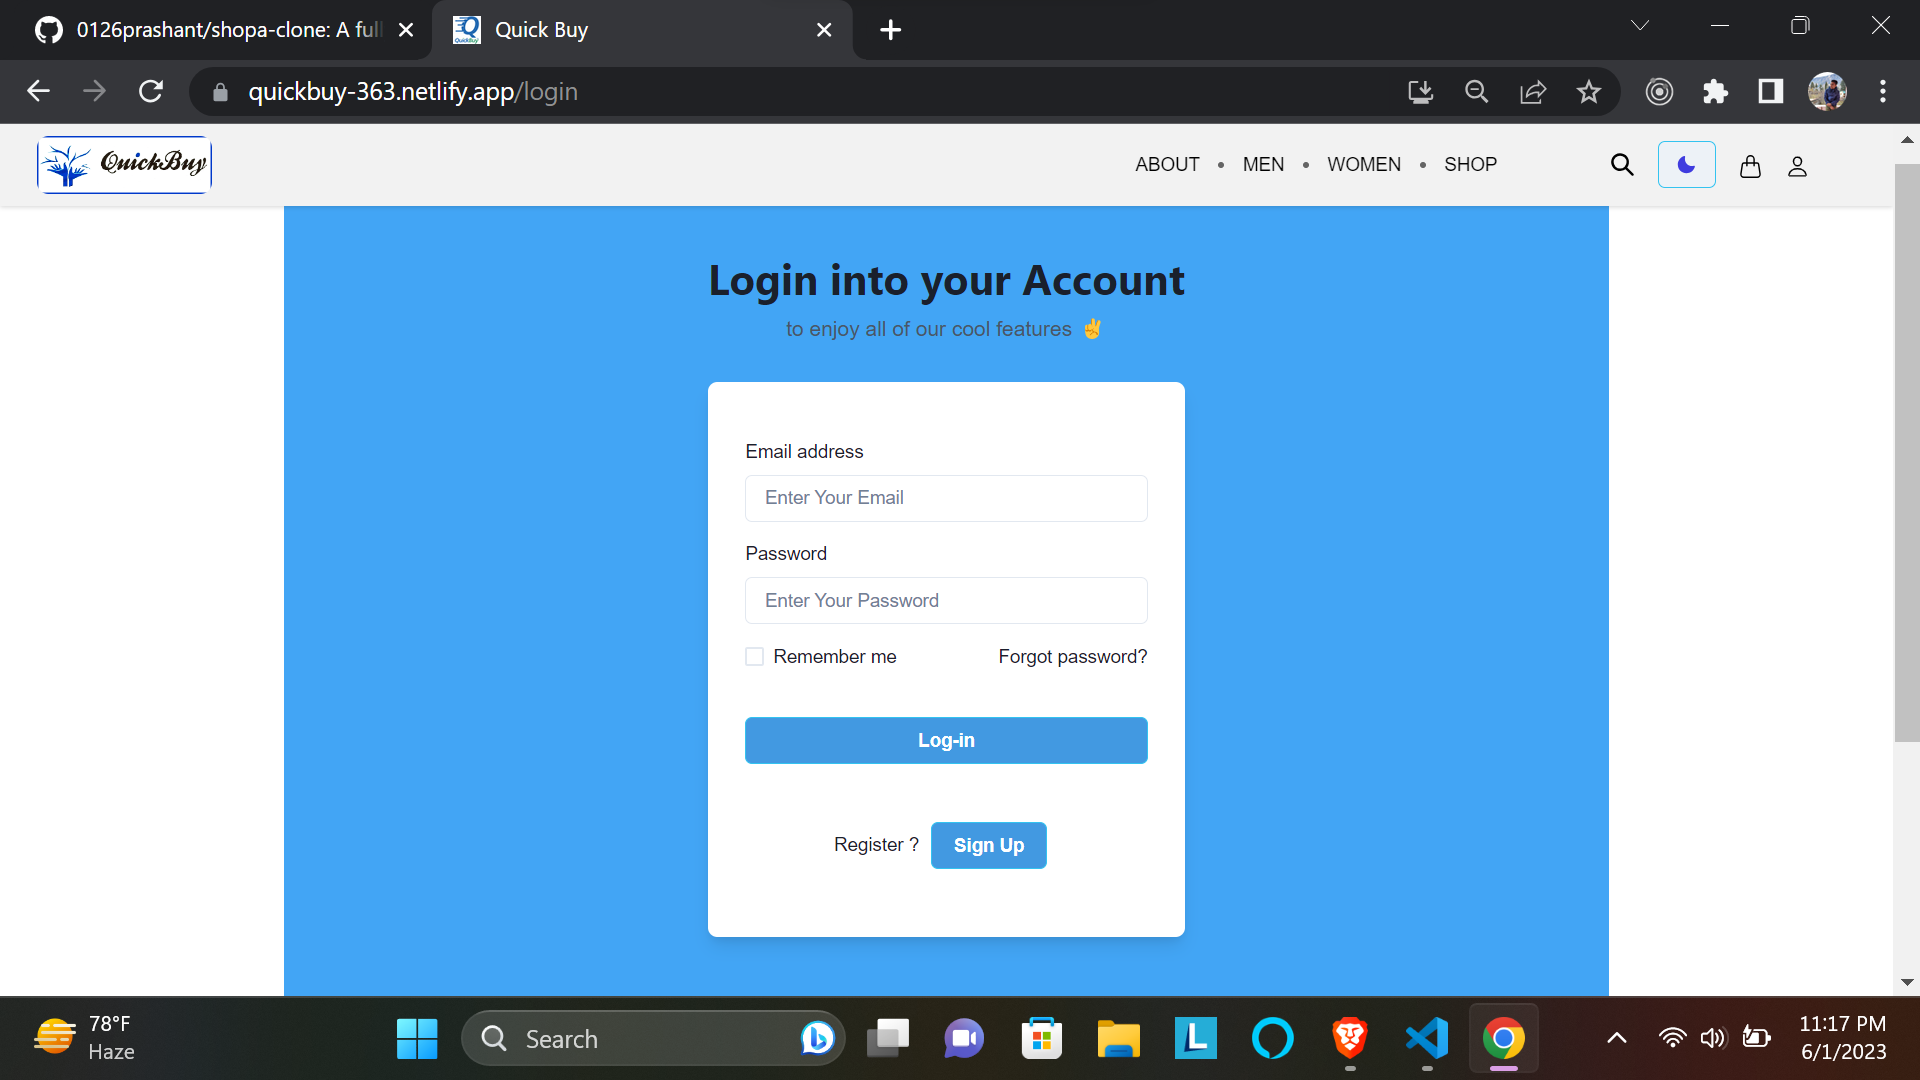 0126prashant/shopa-clone: A full
Quick Buy
quickbuy-363.netlify.app/login
QuickBuy
ABOUT • MEN • WOMEN • SHOP
Login into your Account
to enjoy all of our cool features ✌
Email address
Enter Your Email
Password
Enter Your Password
Remember me
Forgot password?
Log-in
Register ?
Sign Up
78°F
Haze
Search
L
11:17 PM
6/1/2023